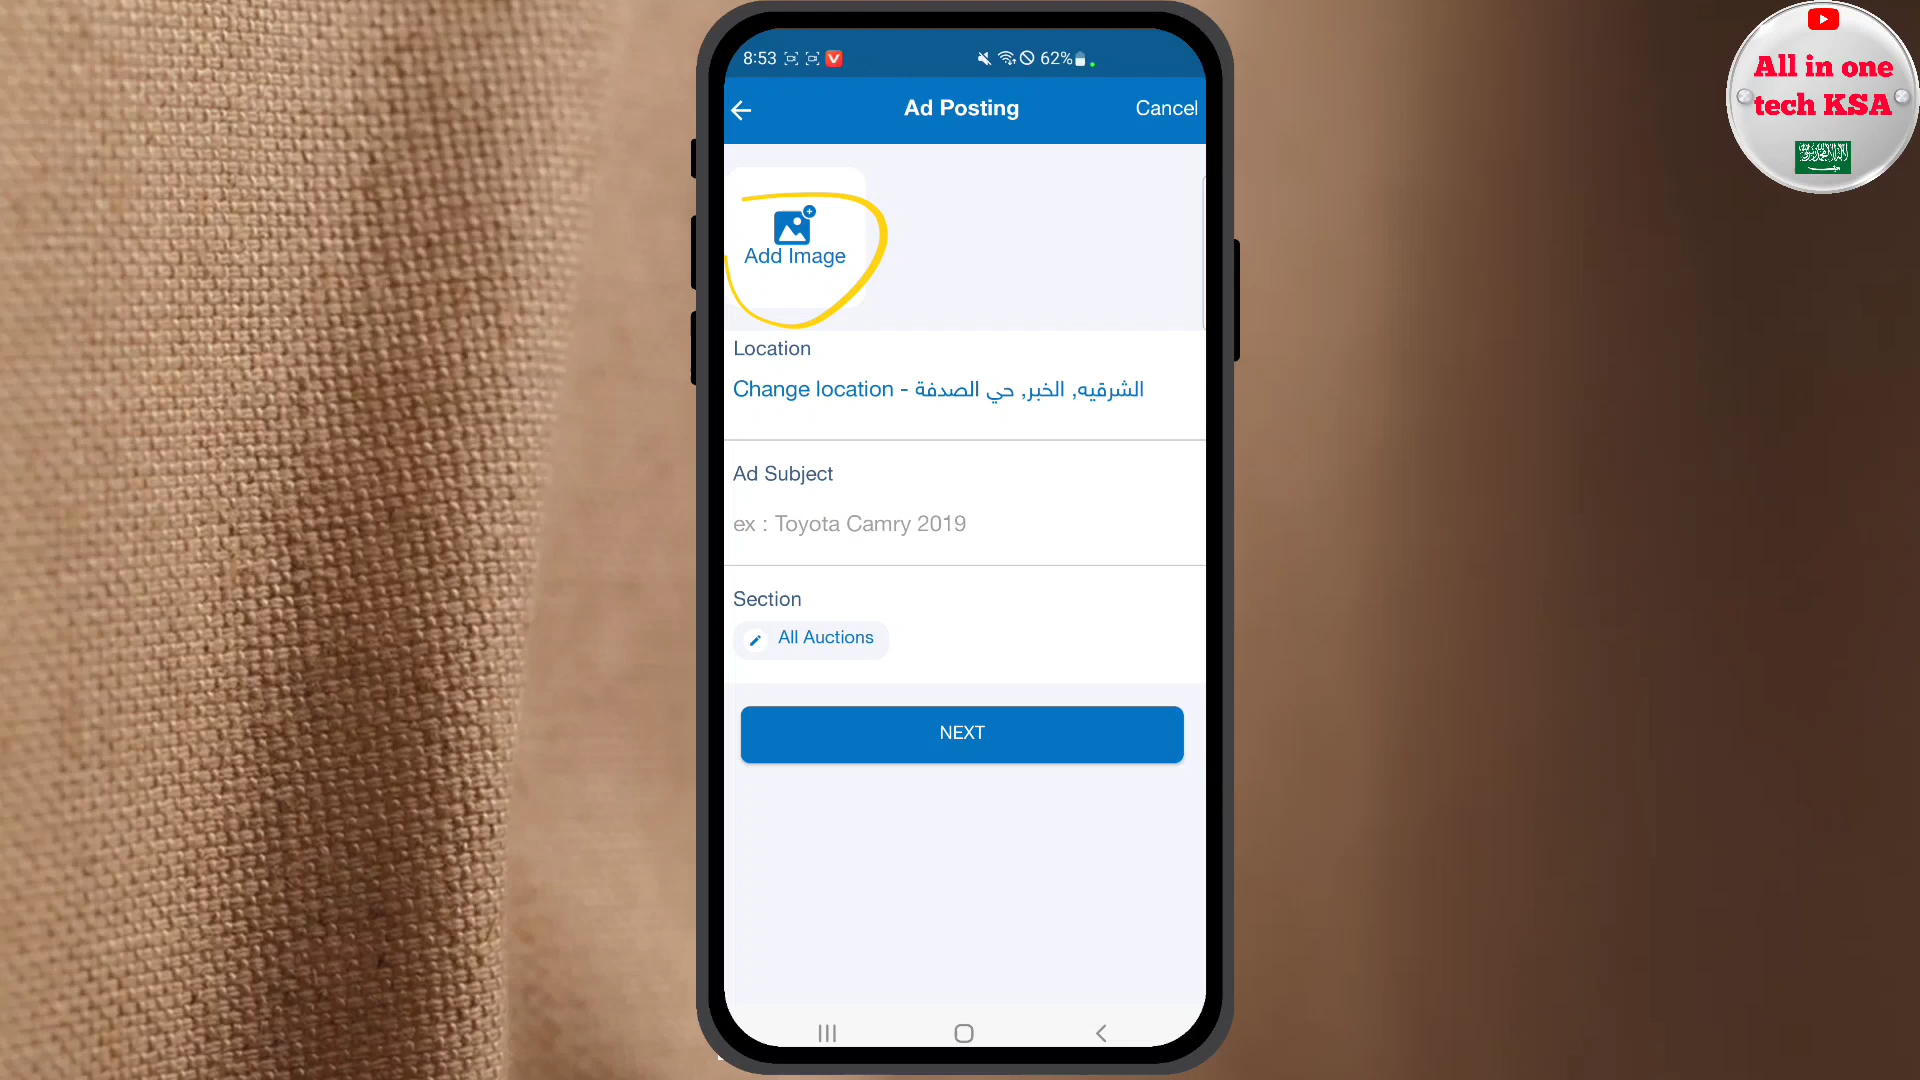 All in one
tech KSA
8:53
62%
Ad Posting
Cancel
Add Image
Location
Change location - الشرقيه, الخبر, حي الصدفة
Ad Subject
ex : Toyota Camry 2019
Section
All Auctions
NEXT